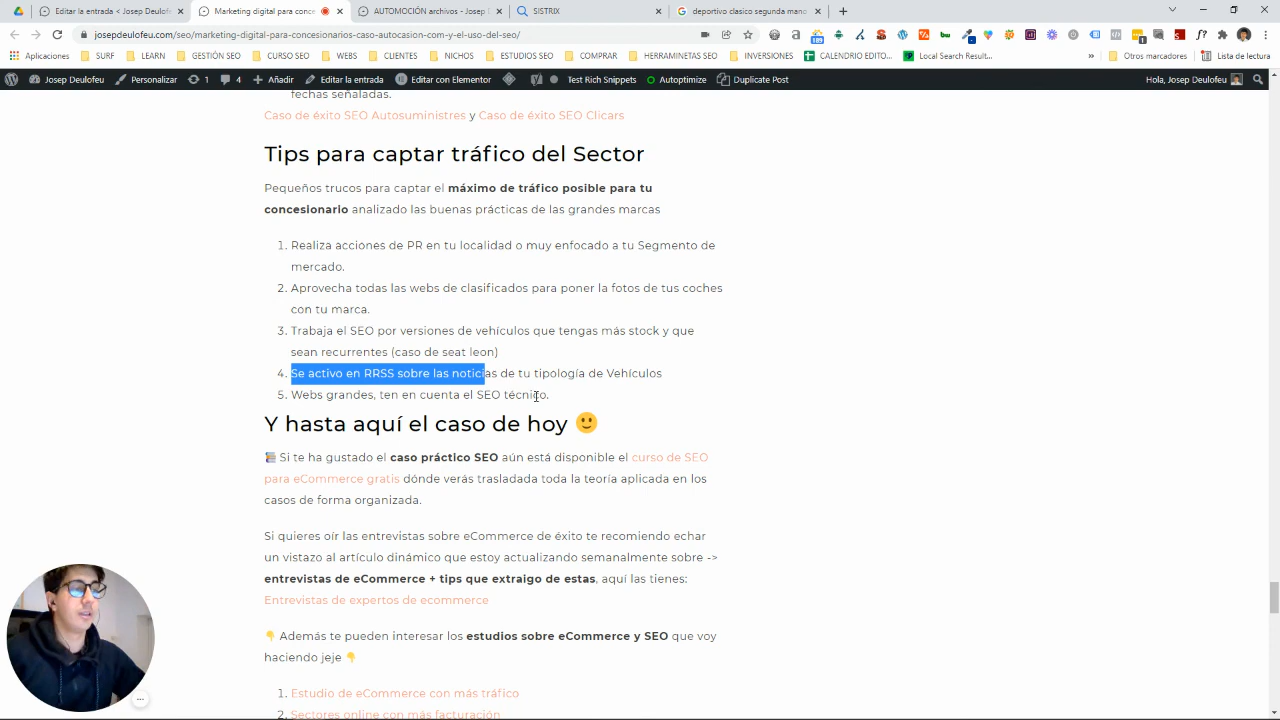 Editar la entrada < Josep Deulofeu
Marketing digital para concesionarios
AUTOMOCIÓN archivos - Josep
SISTRIX
deportivo clasico segunda mano
josepdeulofeu.com/seo/marketing-digital-para-concesionarios-caso-autocasion-com-y-el-uso-del-seo/
Aplicaciones SURF LEARN GESTIÓN SEO CURSO SEO WEBS CLIENTES NICHOS ESTUDIOS SEO COMPRAR HERRAMINETAS SEO INVERSIONES CALENDRIO EDITO... Local Search Result... » Otros marcadores Lista de lectura
Josep Deulofeu Personalizar 1 4 Añadir Editar la entrada Editar con Elementor Test Rich Snippets Autoptimize Duplicate Post Hola, Josep Deulofeu
fechas señaladas.
Caso de éxito SEO Autosuministres y Caso de éxito SEO Clicars
Tips para captar tráfico del Sector
Pequeños trucos para captar el máximo de tráfico posible para tu
concesionario analizado las buenas prácticas de las grandes marcas
1. Realiza acciones de PR en tu localidad o muy enfocado a tu Segmento de
mercado.
2. Aprovecha todas las webs de clasificados para poner la fotos de tus coches
con tu marca.
3. Trabaja el SEO por versiones de vehículos que tengas más stock y que
sean recurrentes (caso de seat leon)
4. Se activo en RRSS sobre las noticias de tu tipología de Vehículos
5. Webs grandes, ten en cuenta el SEO técnico.
Y hasta aquí el caso de hoy 🙂
📚 Si te ha gustado el caso práctico SEO aún está disponible el curso de SEO
para eCommerce gratis dónde verás trasladada toda la teoría aplicada en los
casos de forma organizada.
Si quieres oír las entrevistas sobre eCommerce de éxito te recomiendo echar
un vistazo al artículo dinámico que estoy actualizando semanalmente sobre ->
entrevistas de eCommerce + tips que extraigo de estas, aquí las tienes:
Entrevistas de expertos de ecommerce
👇 Además te pueden interesar los estudios sobre eCommerce y SEO que voy
haciendo jeje 👇
1. Estudio de eCommerce con más tráfico
2. Sectores online con más facturación